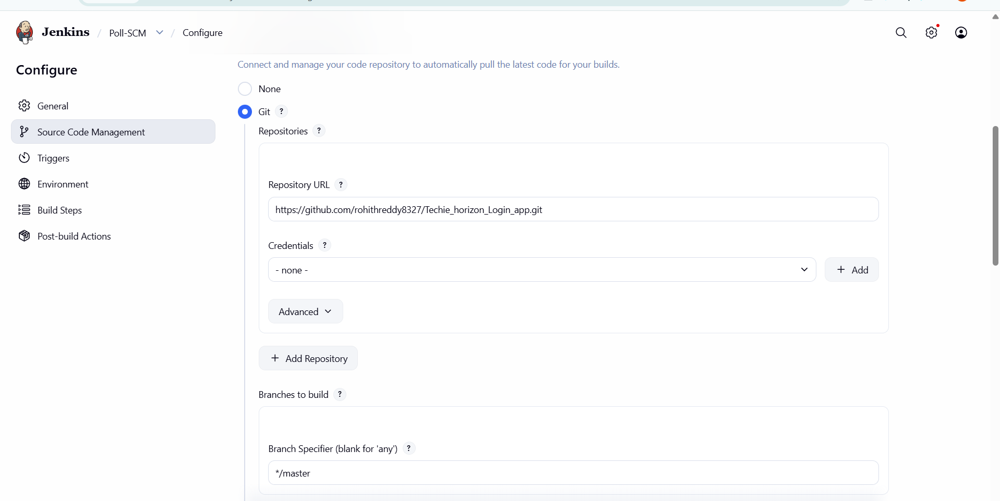 Jenkins / Poll-SCM / Configure
Configure
General
Source Code Management
Triggers
Environment
Build Steps
Post-build Actions
Connect and manage your code repository to automatically pull the latest code for your builds.
None
Git ?
Repositories ?
Repository URL ?
https://github.com/rohithreddy8327/Techie_horizon_Login_app.git
Credentials ?
- none -
+ Add
Advanced
+ Add Repository
Branches to build ?
Branch Specifier (blank for 'any') ?
*/master